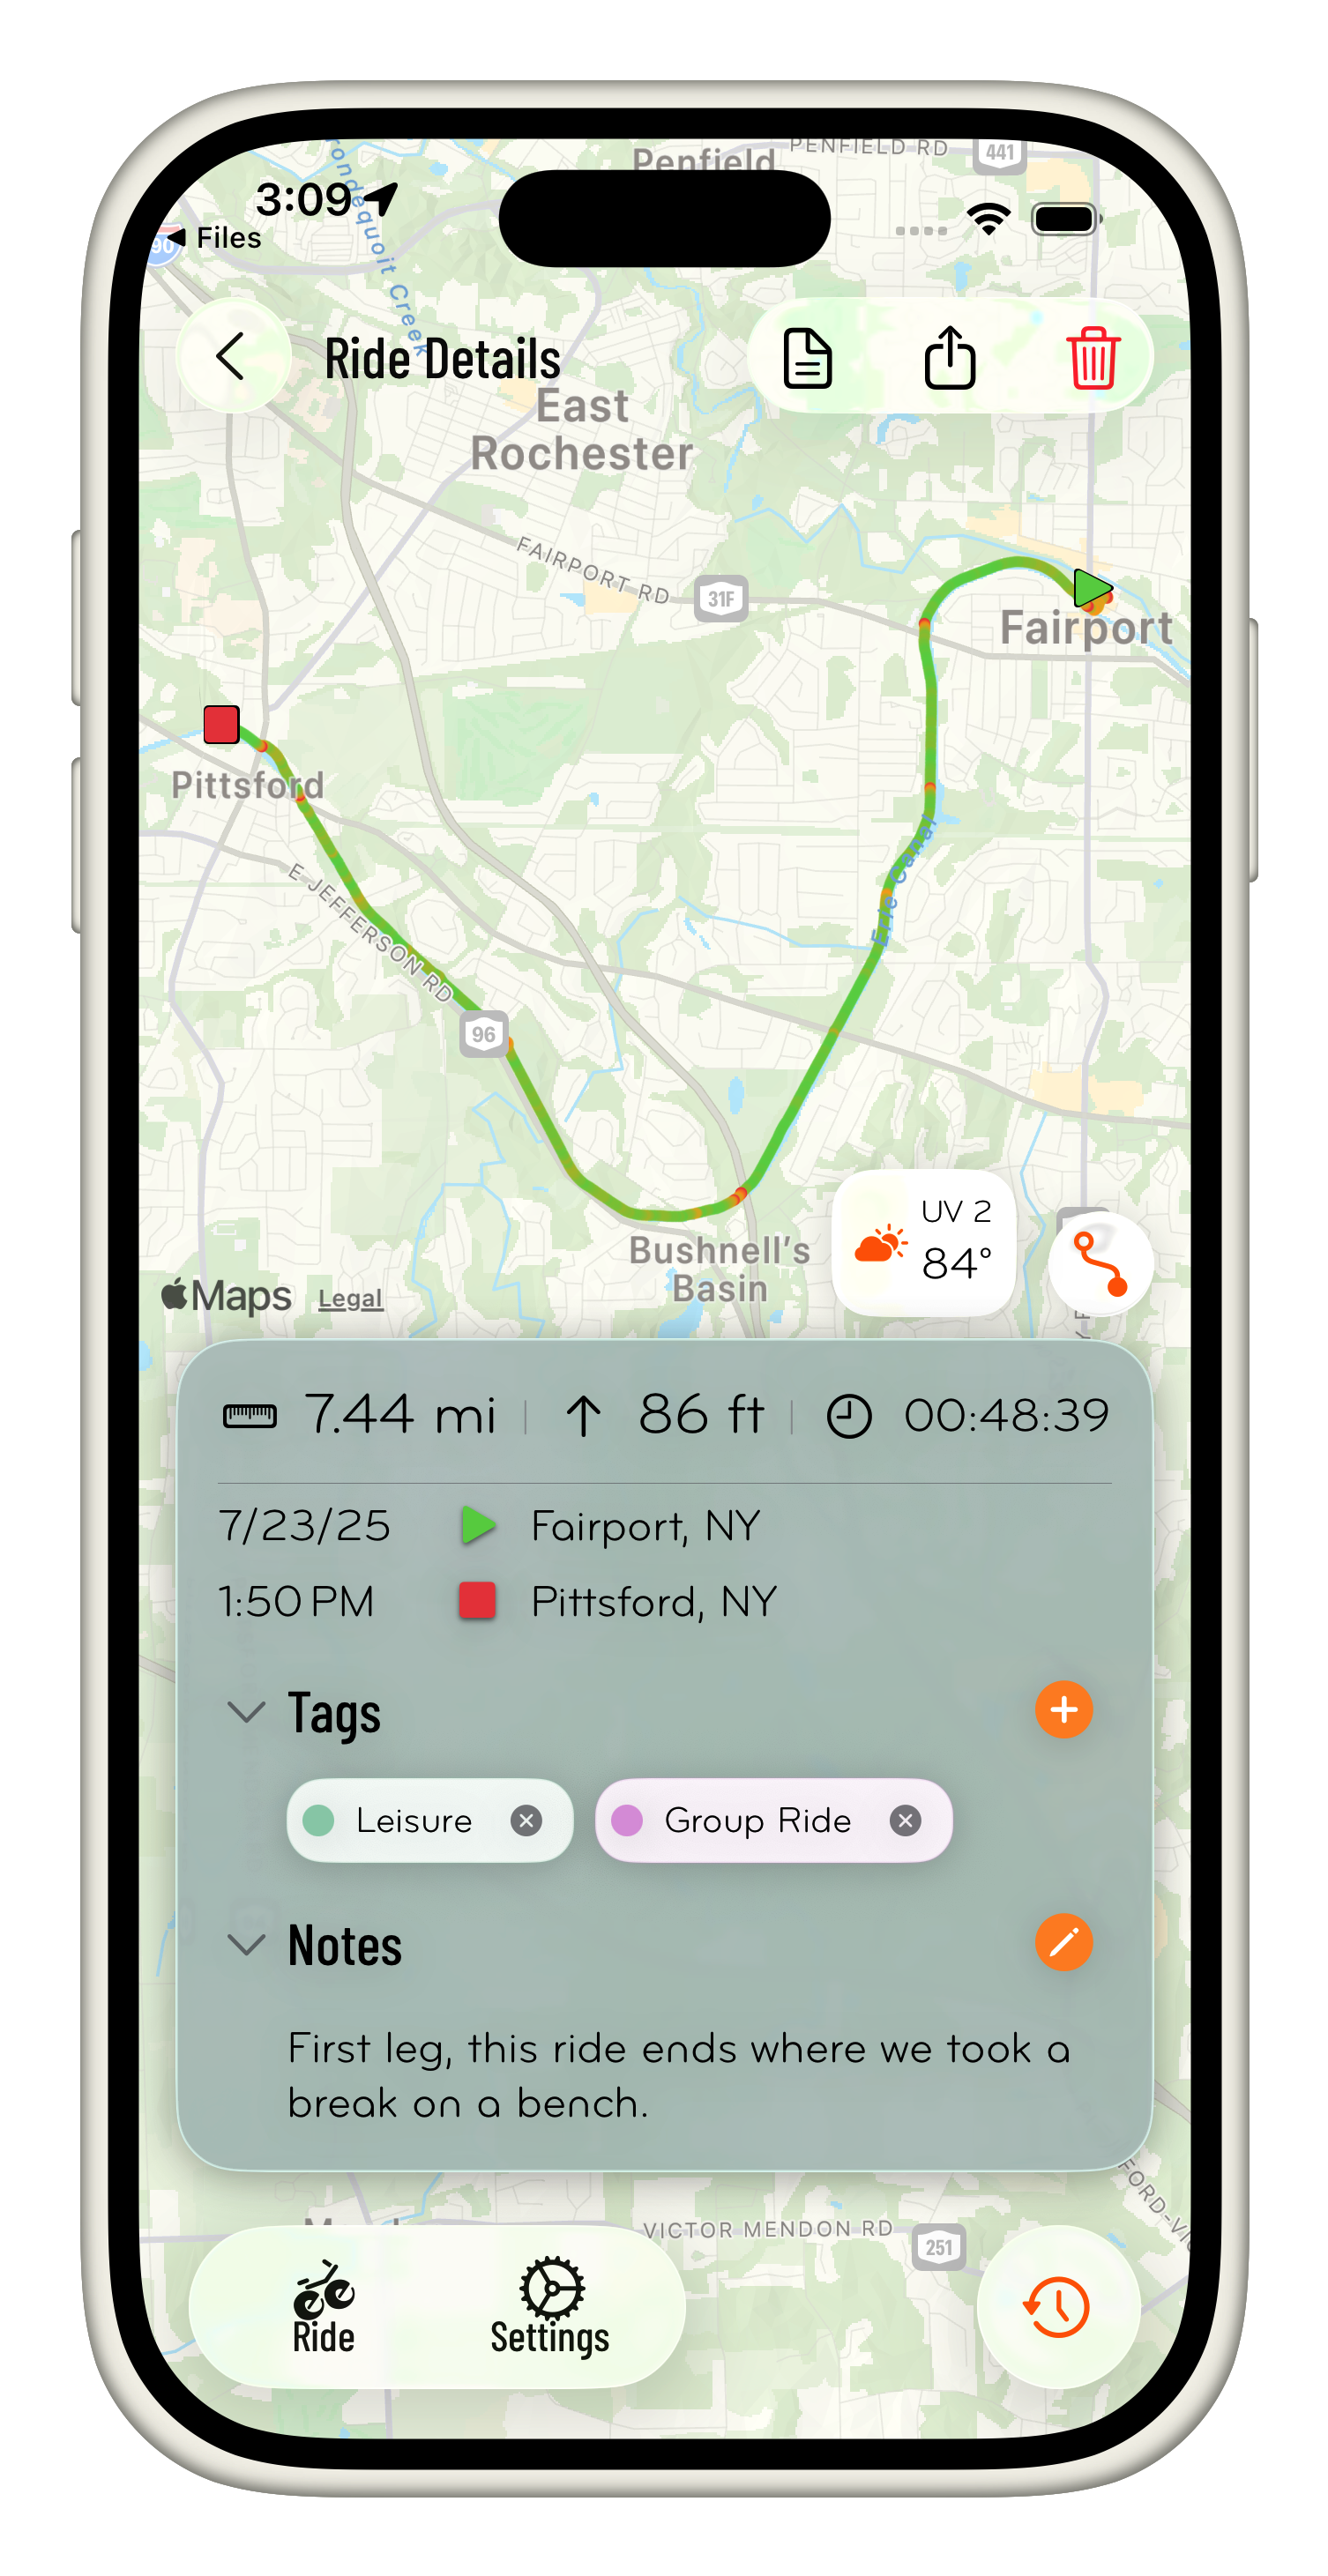 Penfield
PENFIELD RD
441
3:09
Files
90
Irondequoit Creek
Ride Details
East
Rochester
FAIRPORT RD
31F
Fairport
Pittsford
Erie Canal
E JEFFERSON RD
96
Bushnell's
Basin
UV 2
84°
Maps
Legal
7.44 mi
86 ft
00:48:39
7/23/25
Fairport, NY
1:50 PM
Pittsford, NY
Tags
Leisure
Group Ride
Notes
First leg, this ride ends where we took a
break on a bench.
VICTOR MENDON RD
251
Ride
Settings